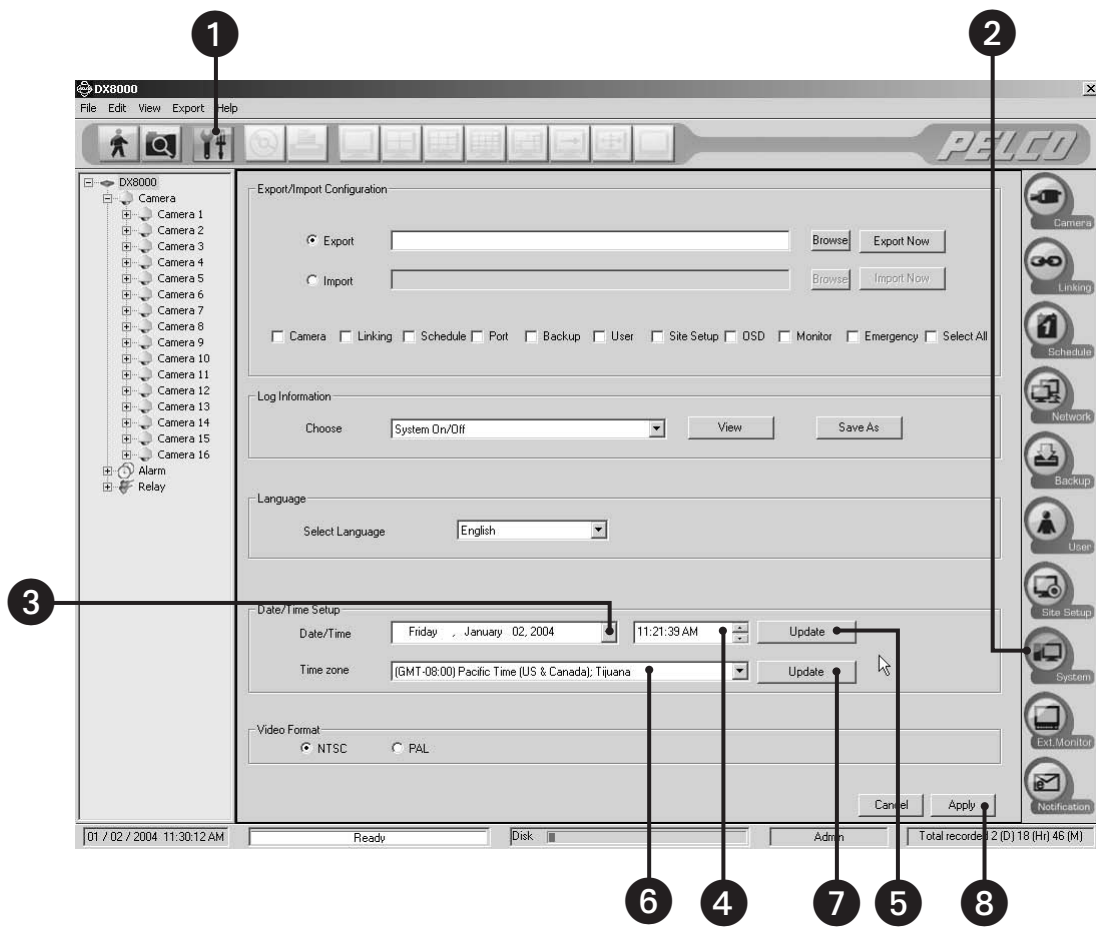 1
2
DX8000
File Edit View Export Help
PELCO
DX8000
Camera
Camera 1
Camera 2
Camera 3
Camera 4
Camera 5
Camera 6
Camera 7
Camera 8
Camera 9
Camera 10
Camera 11
Camera 12
Camera 13
Camera 14
Camera 15
Camera 16
Alarm
Relay
Export/Import Configuration
Export Browse Export Now
Import Browse Import Now
Camera Linking Schedule Port Backup User Site Setup OSD Monitor Emergency Select All
Log Information
Choose System On/Off View Save As
Language
Select Language English
3
Date/Time Setup
Date/Time Friday , January 02, 2004 11:21:39 AM Update
Time zone (GMT-08:00) Pacific Time (US & Canada); Tijuana Update
Video Format
NTSC PAL
Cancel Apply
Camera
Linking
Schedule
Network
Backup
User
Site Setup
System
Ext.Monitor
Notification
01 / 02 / 2004 11:30:12 AM Ready Disk Admin Total recorded 2 (D) 18 (Hr) 46 (M)
6 4 7 5 8